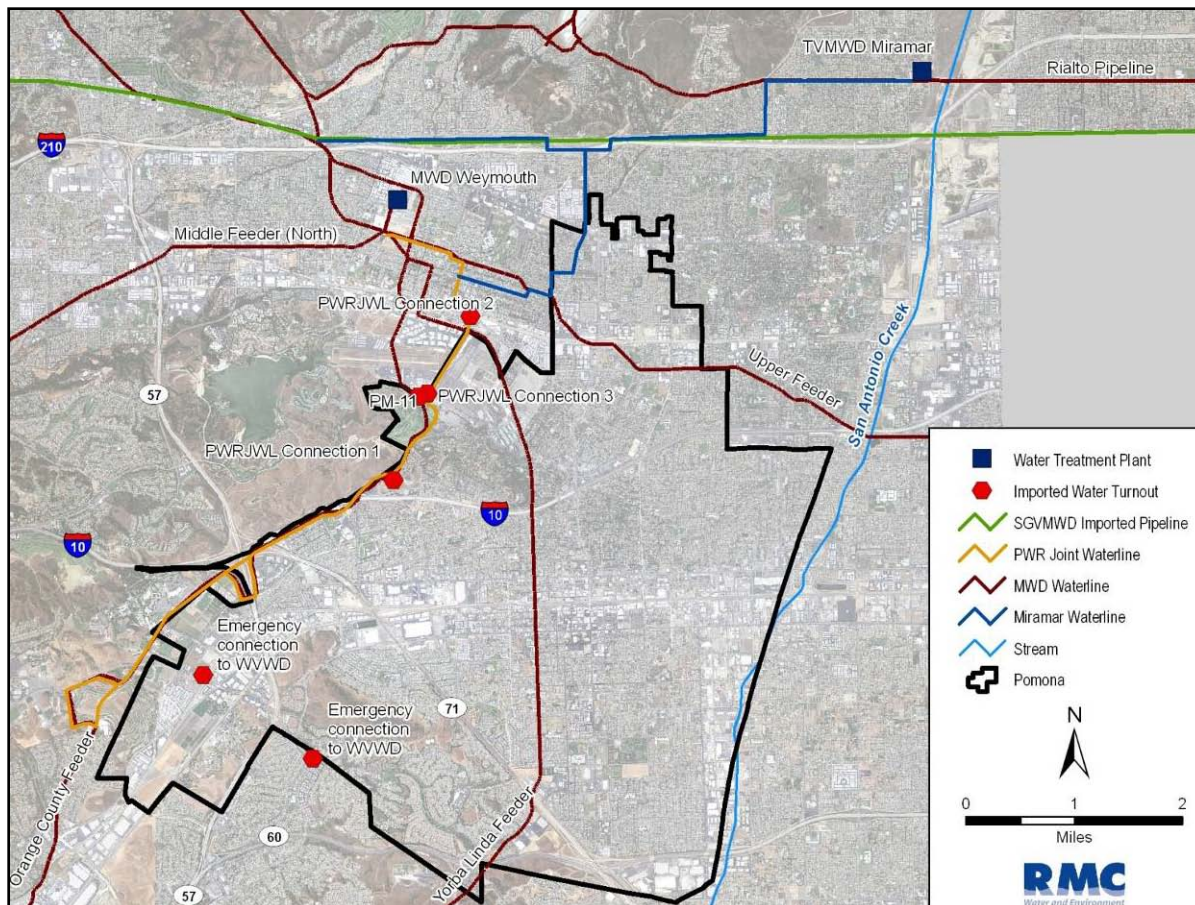 TVMWD Miramar
Rialto Pipeline
210
MWD Weymouth
Middle Feeder (North)
PWRJWL Connection 2
57
PM-11
PWRJWL Connection 3
Upper Feeder
San Antonio Creek
PWRJWL Connection 1
10
10
Emergency
connection
to WVWD
71
Emergency
connection
to WVWD
Orange County Feeder
60
57
Yorba Linda Feeder
Water Treatment Plant
Imported Water Turnout
SGVMWD Imported Pipeline
PWR Joint Waterline
MWD Waterline
Miramar Waterline
Stream
Pomona
N
0 1 2
Miles
RMC
Water and Environment